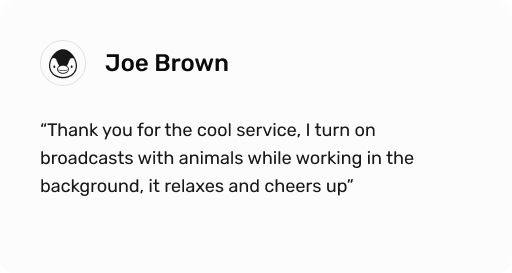 Joe Brown
“Thank you for the cool service, I turn on
broadcasts with animals while working in the
background, it relaxes and cheers up”